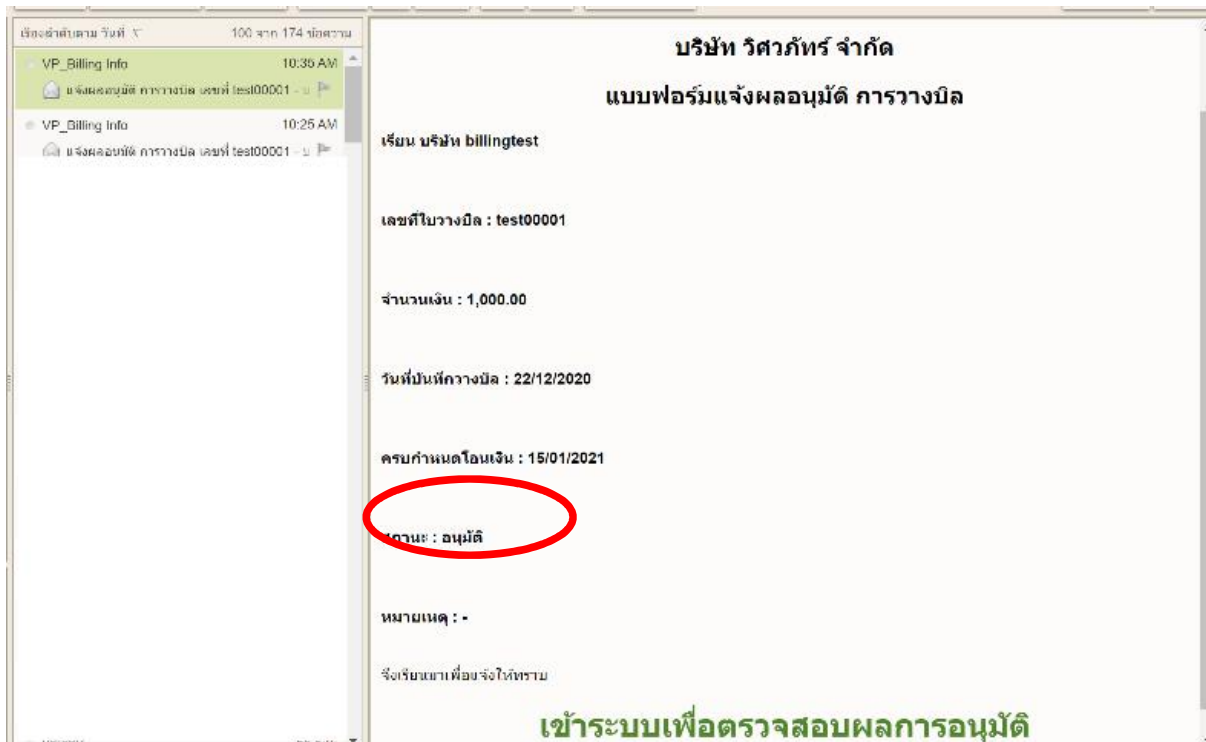 เรียงลำดับตาม วันที่
100 จาก 174 ข้อความ
VP_Billing Info 10:35 AM
แจ้งผลอนุมัติ การวางบิล เลขที่ test00001 - บ
VP_Billing Info 10:25 AM
แจ้งผลอนุมัติ การวางบิล เลขที่ test00001 - บ
บริษัท วิศวภัทร์ จำกัด
แบบฟอร์มแจ้งผลอนุมัติ การวางบิล
เรียน บริษัท billingtest
เลขที่ใบวางบิล : test00001
จำนวนเงิน : 1,000.00
วันที่บันทึกวางบิล : 22/12/2020
ครบกำหนดโอนเงิน : 15/01/2021
สถานะ : อนุมัติ
หมายเหตุ : -
จึงเรียนมาเพื่อแจ้งให้ทราบ
เข้าระบบเพื่อตรวจสอบผลการอนุมัติ